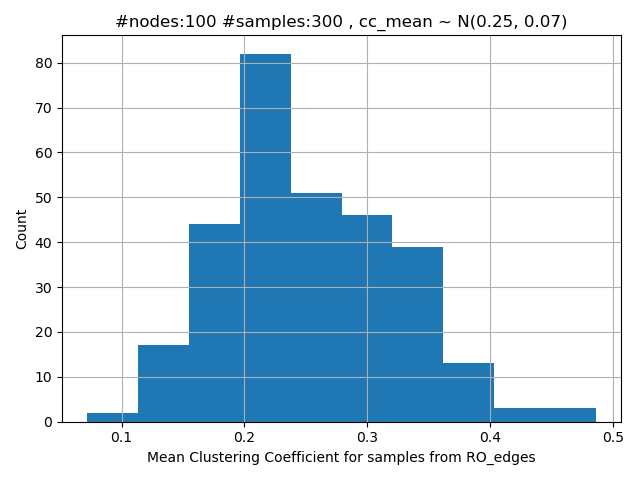 #nodes:100 #samples:300 , cc_mean ~ N(0.25, 0.07)
80
70
60
50
40
30
20
10
0
Count
0.1 0.2 0.3 0.4 0.5
Mean Clustering Coefficient for samples from RO_edges